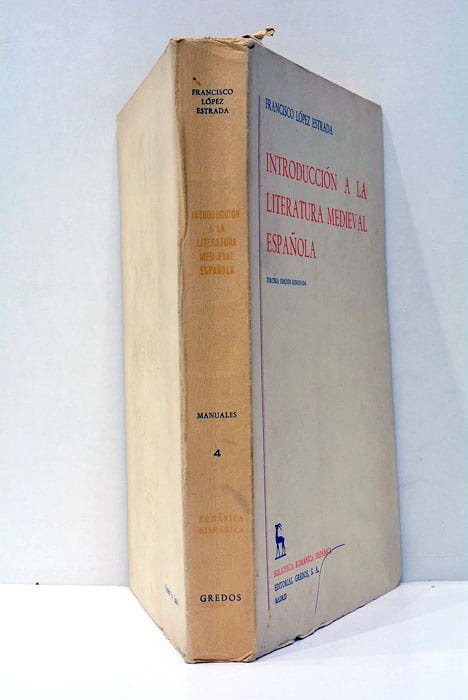 FRANCISCO
LÓPEZ
ESTRADA
INTRODUCCIÓN
A LA
LITERATURA
MEDIEVAL
ESPAÑOLA
MANUALES
4
ROMÁNICA
HISPÁNICA
GREDOS
FRANCISCO LÓPEZ ESTRADA
INTRODUCCIÓN A LA
LITERATURA MEDIEVAL
ESPAÑOLA
TERCERA EDICIÓN RENOVADA
BIBLIOTECA ROMÁNICA HISPÁNICA
EDITORIAL GREDOS, S. A.
MADRID